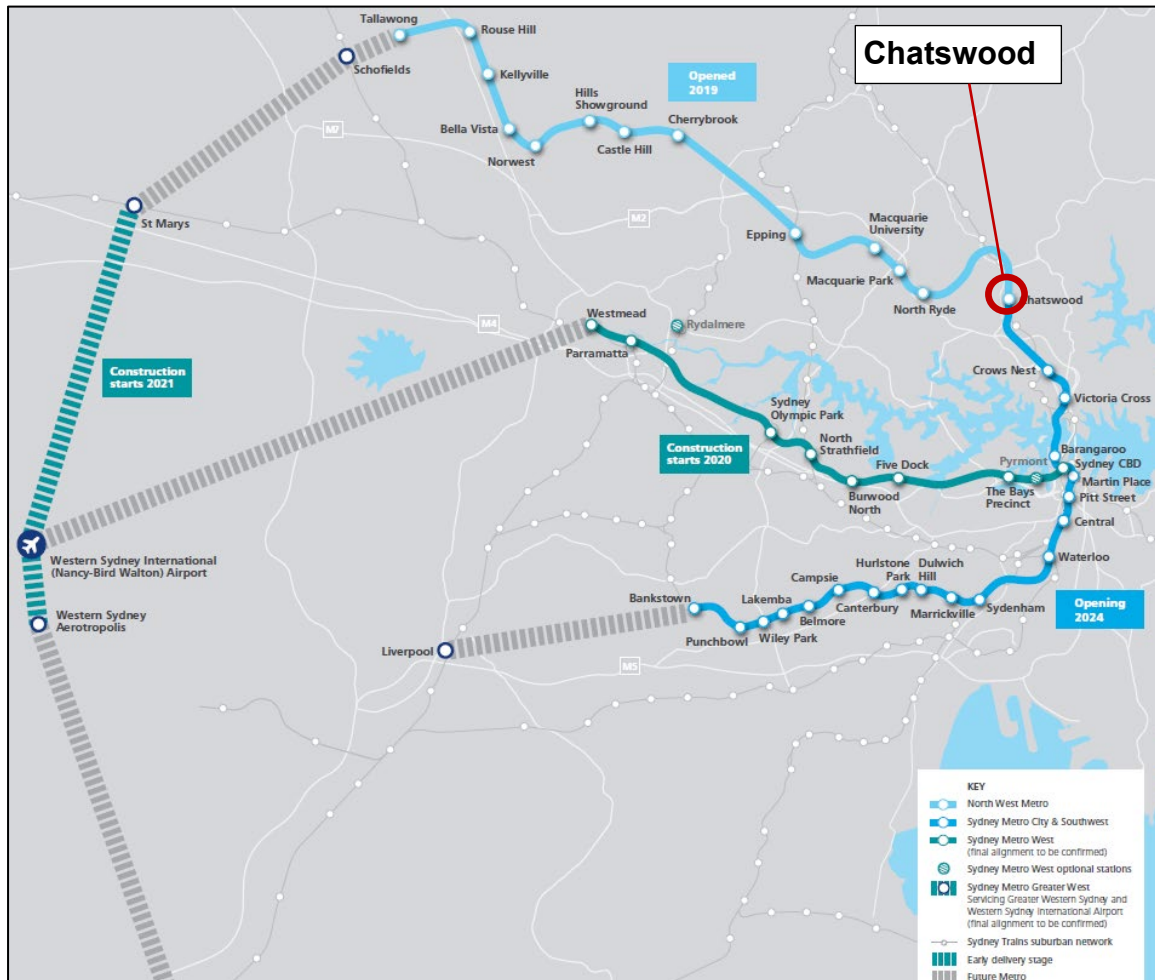 Tallawong
Rouse Hill
Schofields
Kellyville
Chatswood
Opened
2019
Hills
Showground
Cherrybrook
M7
Bella Vista
Castle Hill
Norwest
St Marys
M2
Macquarie
University
Epping
Macquarie Park
North Ryde
Chatswood
Westmead
M4
Rydalmere
Parramatta
Construction
starts 2021
Crows Nest
Victoria Cross
Sydney
Olympic Park
North
Strathfield
Construction
starts 2020
Five Dock
Pyrmont
Barangaroo
Sydney CBD
Martin Place
Pitt Street
Burwood
North
The Bays
Precinct
Central
Waterloo
Western Sydney International
(Nancy-Bird Walton) Airport
Hurlstone
Park
Dulwich
Hill
Campsie
Canterbury
Bankstown
Lakemba
Belmore
Marrickville
Sydenham
Opening
2024
Western Sydney
Aerotropolis
Punchbowl
Wiley Park
Liverpool
M5
KEY
North West Metro
Sydney Metro City & Southwest
Sydney Metro West
(final alignment to be confirmed)
Sydney Metro West optional stations
Sydney Metro Greater West
Servicing Greater Western Sydney and
Western Sydney International Airport
(final alignment to be confirmed)
Sydney Trains suburban network
Early delivery stage
Future Metro